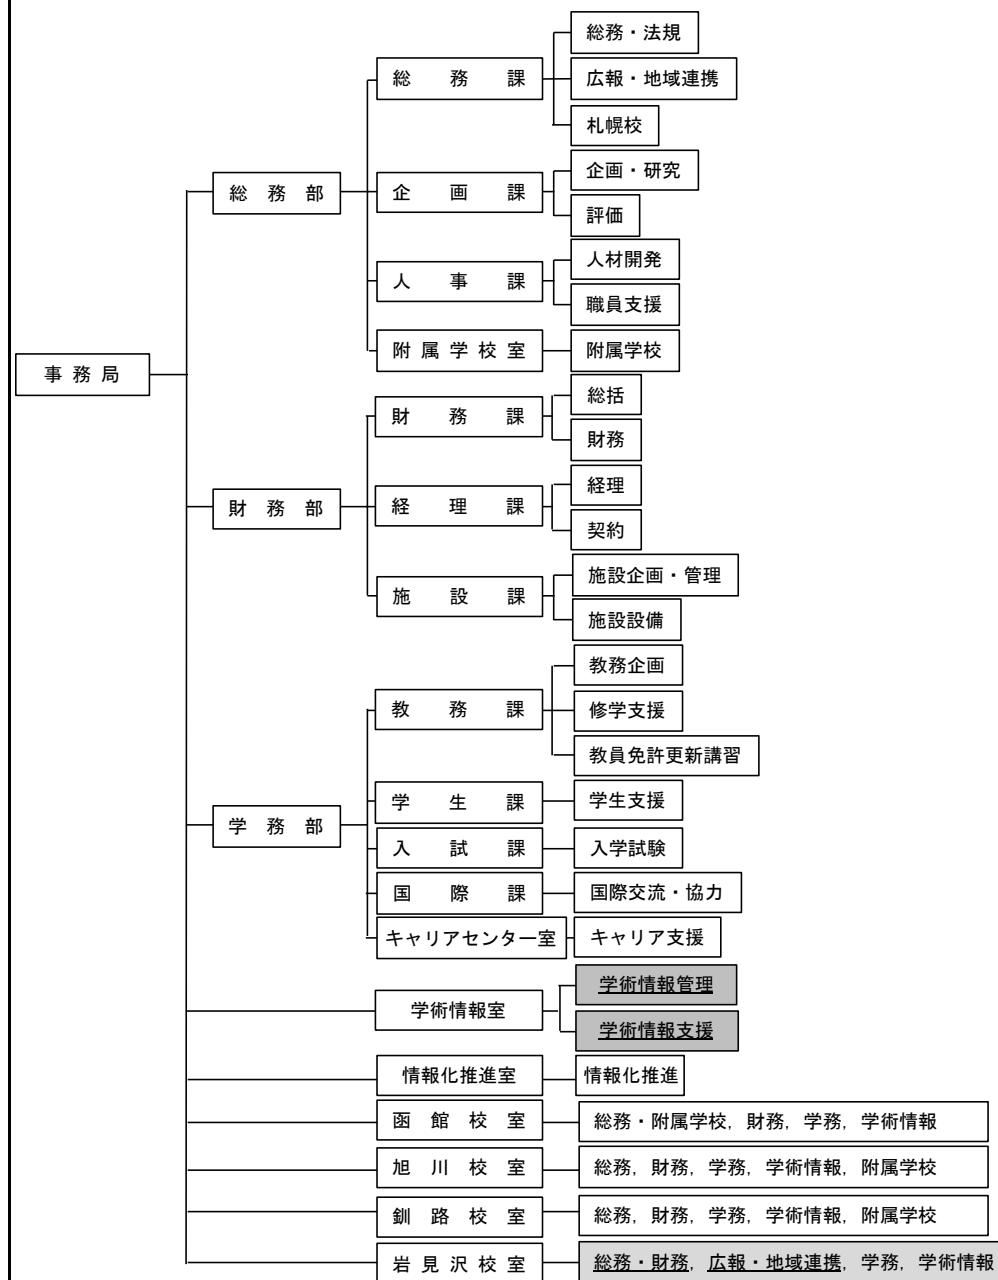 事務局
総務部
総務課
総務・法規
広報・地域連携
札幌校
企画課
企画・研究
評価
人事課
人材開発
職員支援
附属学校室
附属学校
財務部
財務課
総括
財務
経理課
経理
契約
施設課
施設企画・管理
施設設備
学務部
教務課
教務企画
修学支援
教員免許更新講習
学生課
学生支援
入試課
入学試験
国際課
国際交流・協力
キャリアセンター室
キャリア支援
学術情報室
学術情報管理
学術情報支援
情報化推進室
情報化推進
函館校室
総務・附属学校, 財務, 学務, 学術情報
旭川校室
総務, 財務, 学務, 学術情報, 附属学校
釧路校室
総務, 財務, 学務, 学術情報, 附属学校
岩見沢校室
総務・財務, 広報・地域連携, 学務, 学術情報